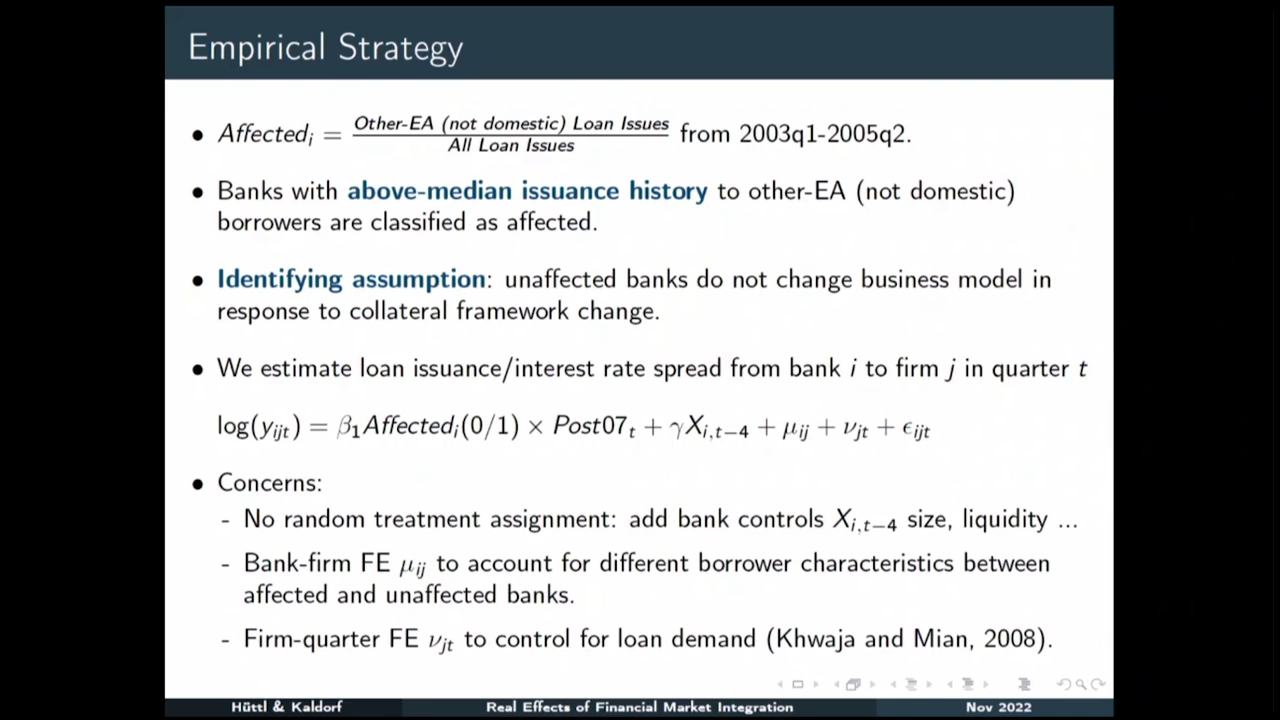 Empirical Strategy
• Affected_i = Other-EA (not domestic) Loan Issues / All Loan Issues from 2003q1-2005q2.
• Banks with above-median issuance history to other-EA (not domestic)
borrowers are classified as affected.
• Identifying assumption: unaffected banks do not change business model in
response to collateral framework change.
• We estimate loan issuance/interest rate spread from bank i to firm j in quarter t
log(y_ijt) = β_1 Affected_i(0/1) × Post07_t + γX_i,t−4 + μ_ij + ν_jt + ϵ_ijt
• Concerns:
- No random treatment assignment: add bank controls X_i,t−4 size, liquidity ...
- Bank-firm FE μ_ij to account for different borrower characteristics between
affected and unaffected banks.
- Firm-quarter FE ν_jt to control for loan demand (Khwaja and Mian, 2008).
Hüttl & Kaldorf Real Effects of Financial Market Integration Nov 2022